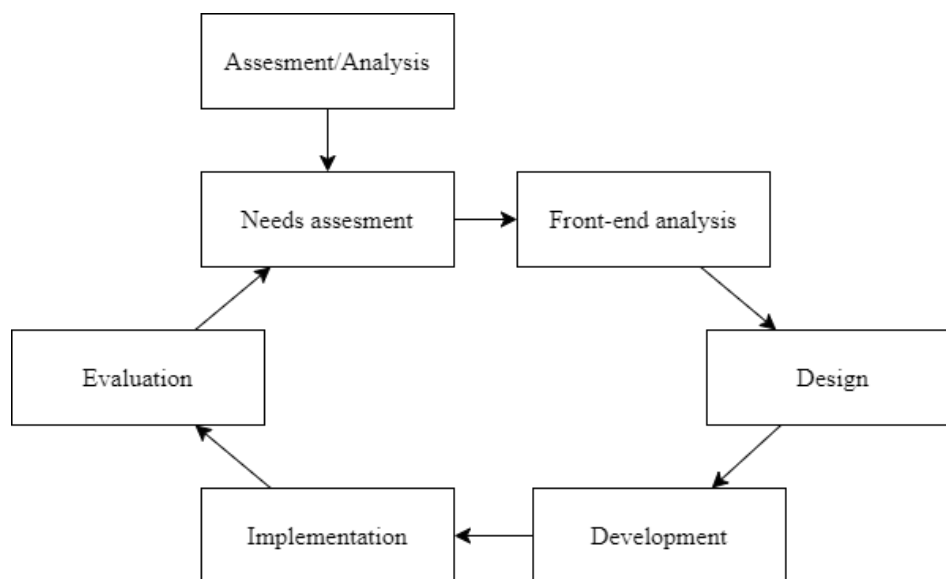 Assesment/Analysis
Needs assesment
Front-end analysis
Evaluation
Design
Implementation
Development